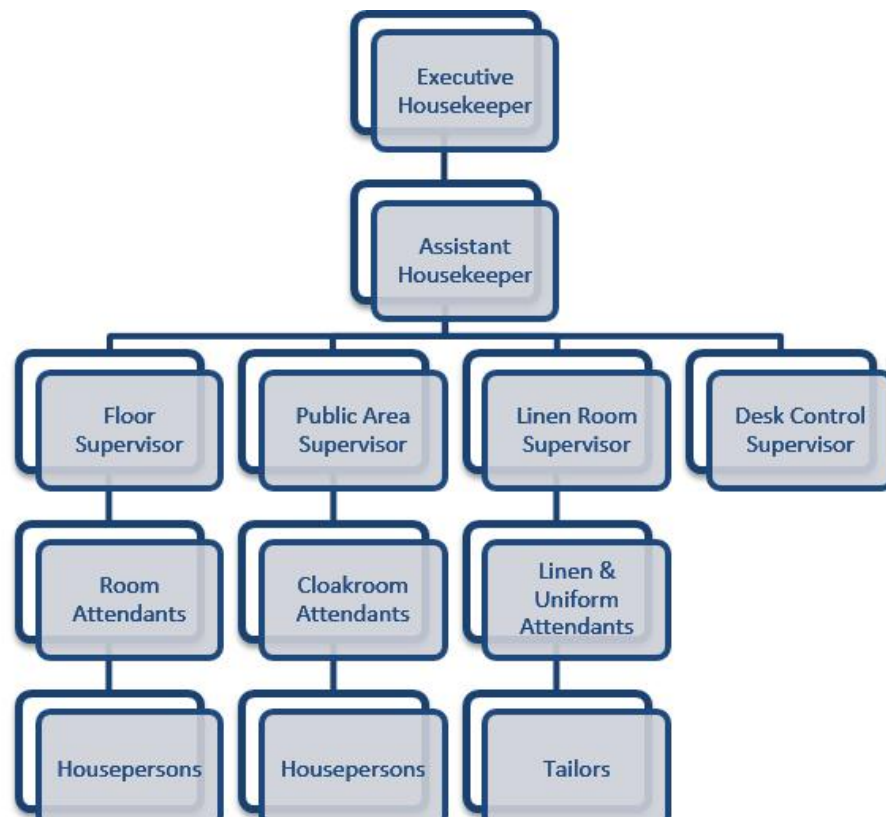 Executive
Housekeeper
Assistant
Housekeeper
Floor
Supervisor
Public Area
Supervisor
Linen Room
Supervisor
Desk Control
Supervisor
Room
Attendants
Cloakroom
Attendants
Linen &
Uniform
Attendants
Housepersons
Housepersons
Tailors